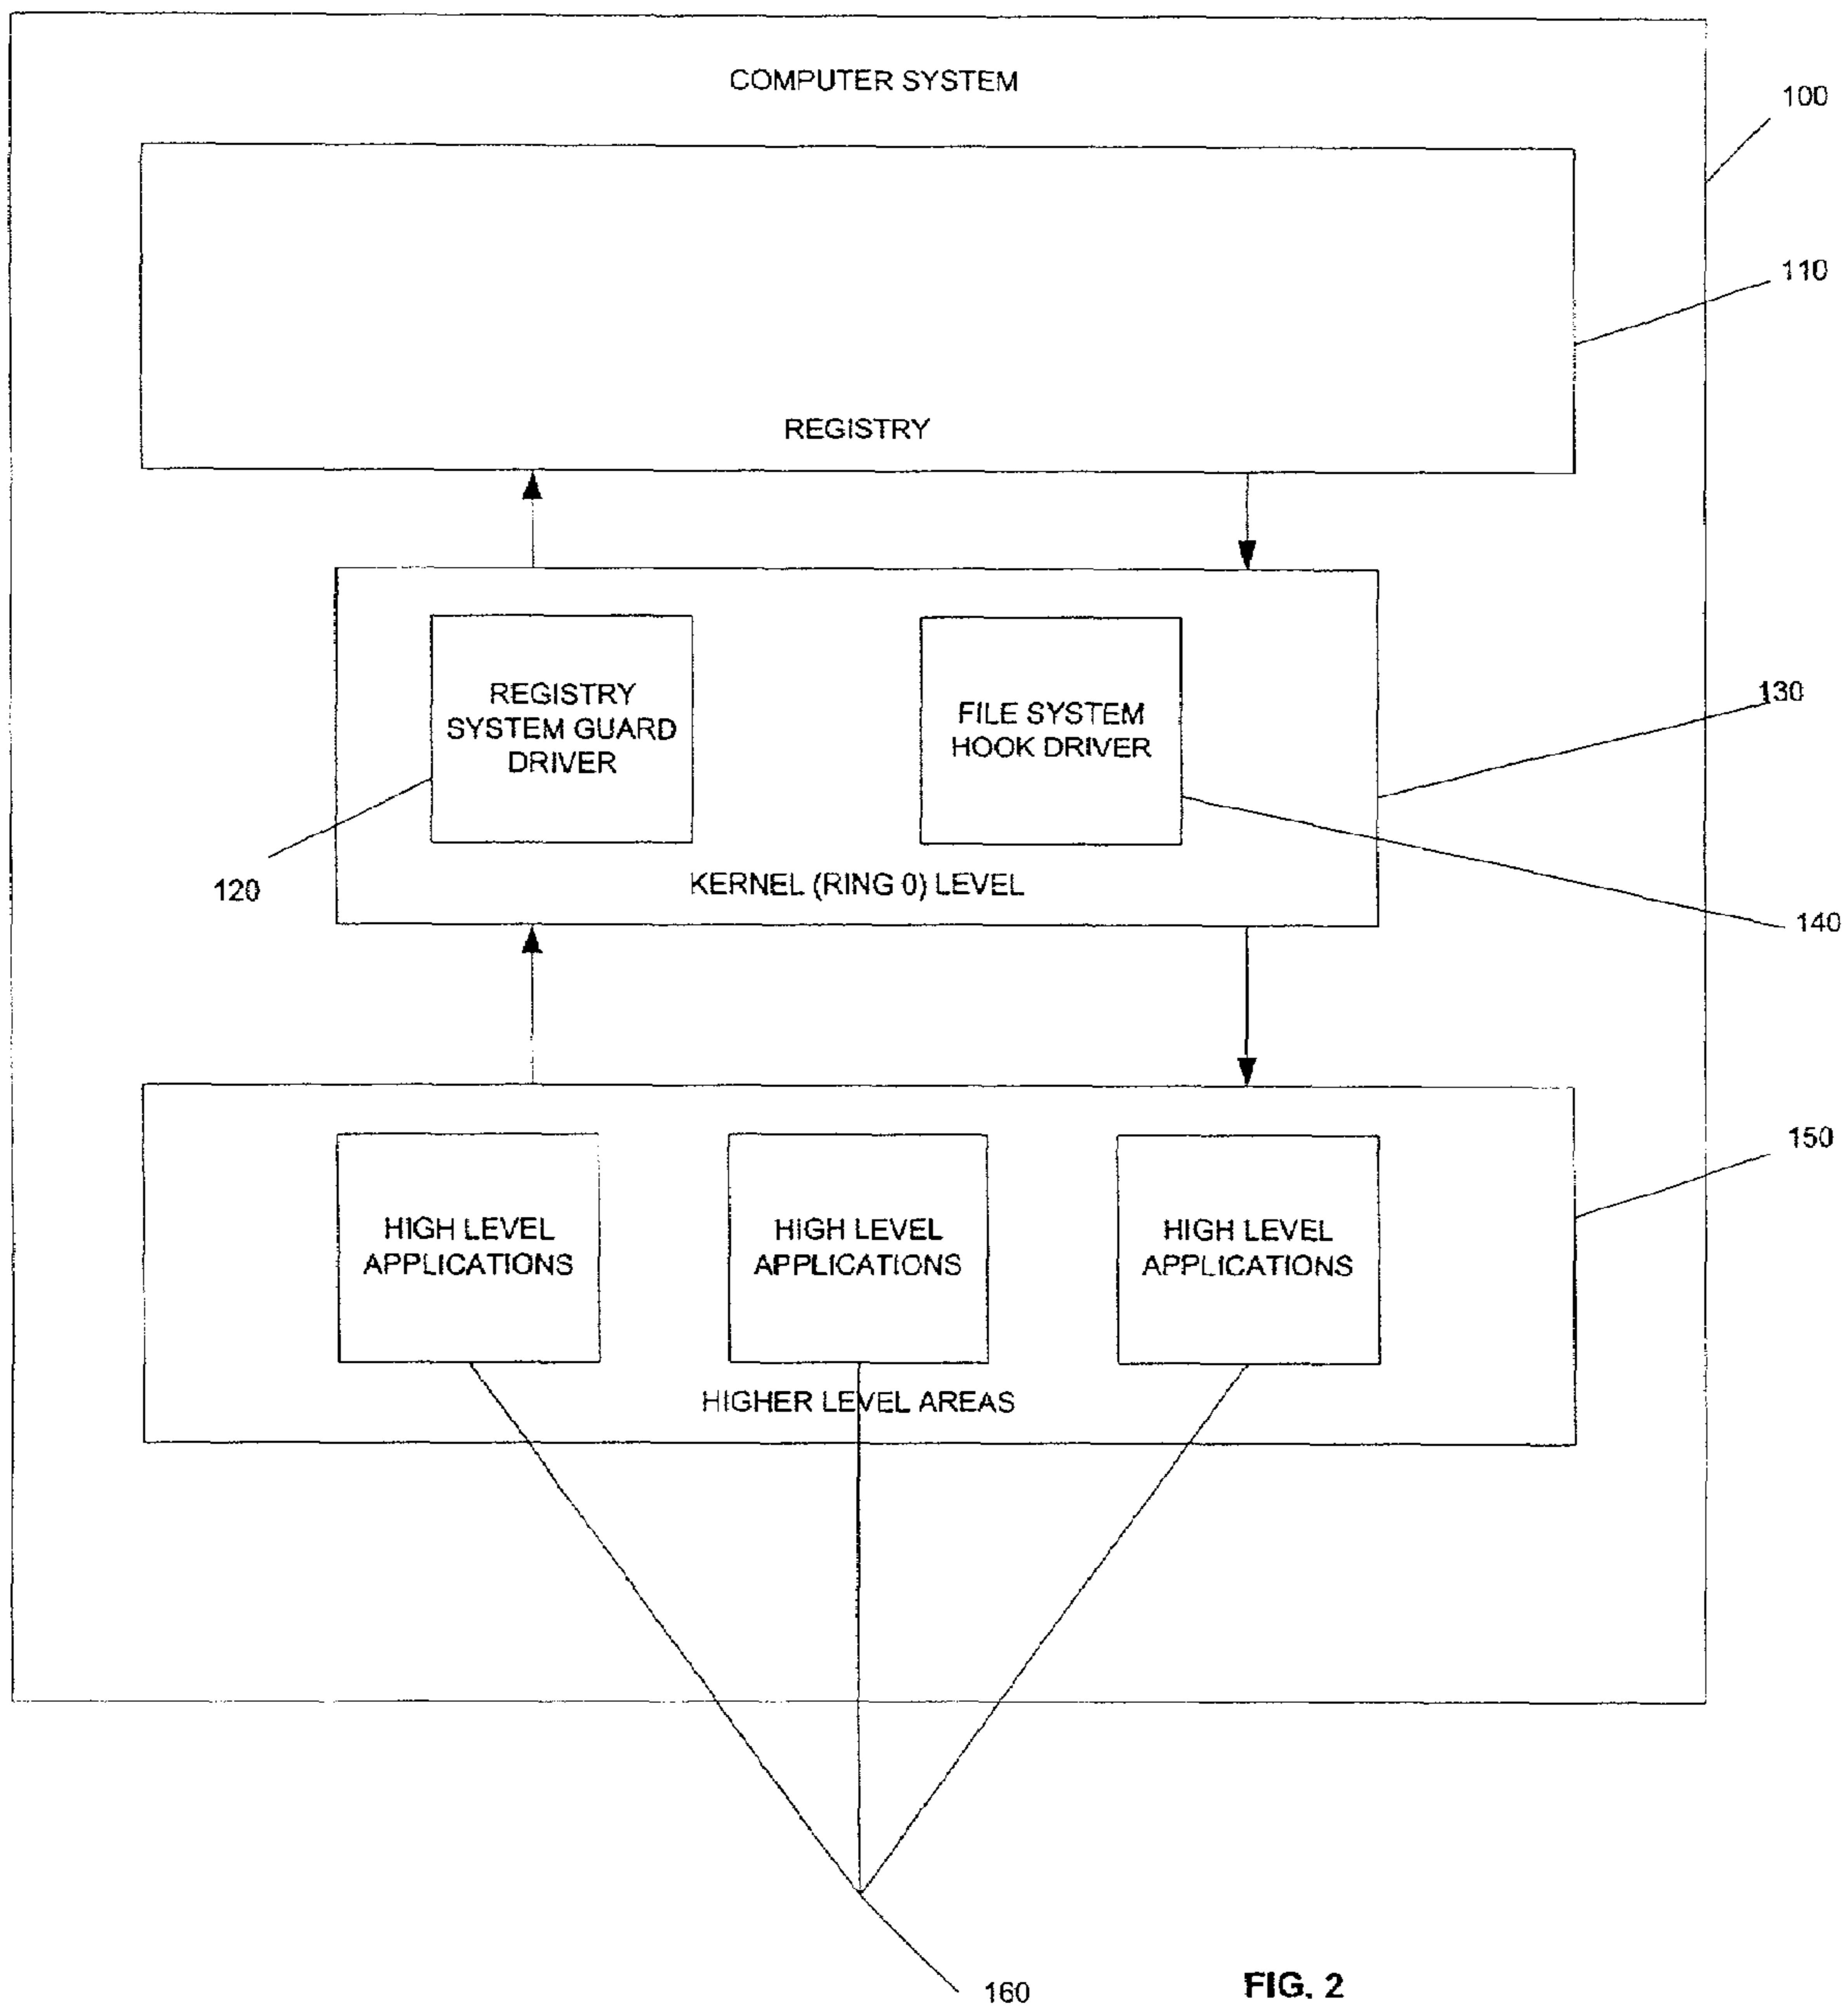 COMPUTER SYSTEM
100
110
REGISTRY
REGISTRY
SYSTEM GUARD
DRIVER
FILE SYSTEM
HOOK DRIVER
130
120
KERNEL (RING 0) LEVEL
140
150
HIGH LEVEL
APPLICATIONS
HIGH LEVEL
APPLICATIONS
HIGH LEVEL
APPLICATIONS
HIGHER LEVEL AREAS
160
FIG. 2